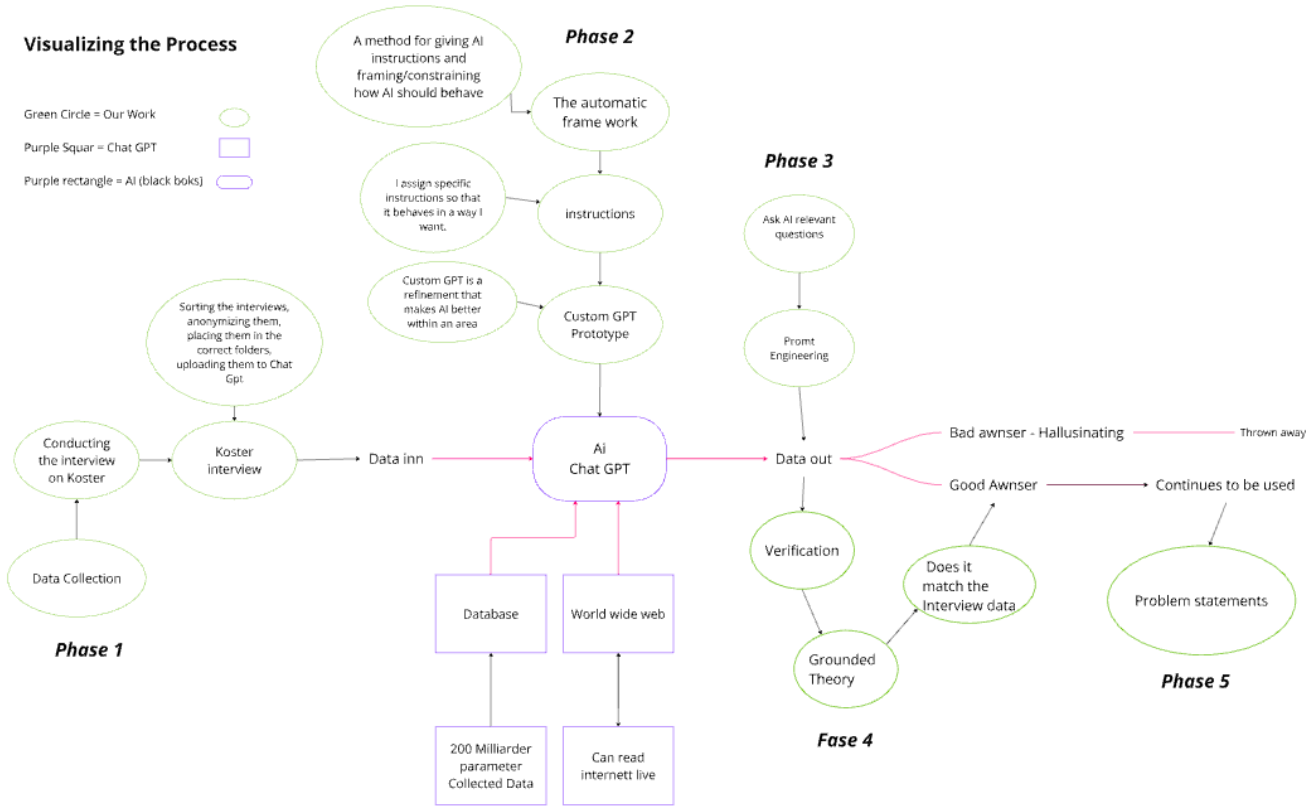 Visualizing the Process
Green Circle = Our Work
Purple Squar = Chat GPT
Purple rectangle = AI (black boks)
Phase 2
A method for giving AI
instructions and
framing/constraining
how AI should behave
The automatic
frame work
I assign specific
instructions so that
it behaves in a way I
want.
instructions
Custom GPT is a
refinement that
makes AI better
within an area
Custom GPT
Prototype
Phase 3
Ask AI relevant
questions
Promt
Engineering
Sorting the interviews,
anonymizing them,
placing them in the
correct folders,
uploading them to Chat
Gpt
Conducting
the interview
on Koster
Koster
interview
Data inn
Ai
Chat GPT
Data out
Bad awnser - Hallusinating
Thrown away
Good Awnser
Continues to be used
Data Collection
Phase 1
Database
World wide web
200 Milliarder
parameter
Collected Data
Can read
internett live
Verification
Grounded
Theory
Does it
match the
Interview data
Fase 4
Problem statements
Phase 5